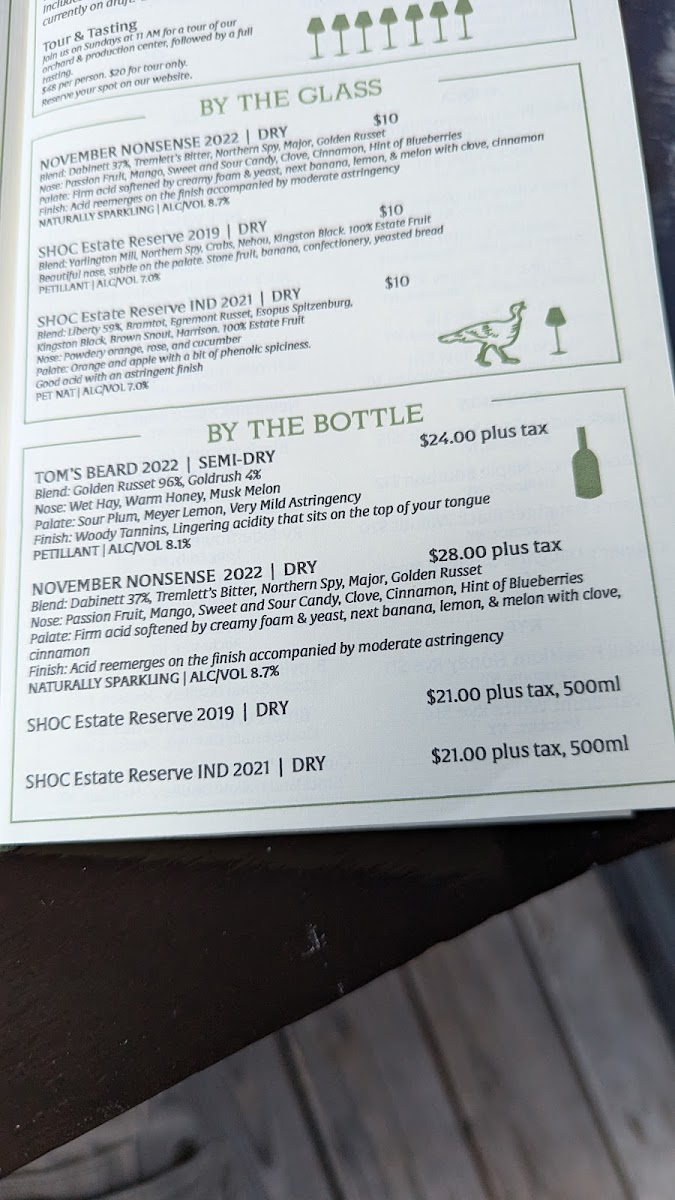 currently on draft.
Tour & Tasting
Join us on Sundays at 11 AM for a tour of our
orchard & production center, followed by a full
tasting.
$48 per person. $20 for tour only.
Reserve your spot on our website.
BY THE GLASS
NOVEMBER NONSENSE 2022 | DRY $10
Blend: Dabinett 37%, Tremlett's Bitter, Northern Spy, Major, Golden Russet
Nose: Passion Fruit, Mango, Sweet and Sour Candy, Clove, Cinnamon, Hint of Blueberries
Palate: Firm acid softened by creamy foam & yeast, next banana, lemon, & melon with clove, cinnamon
Finish: Acid reemerges on the finish accompanied by moderate astringency
NATURALLY SPARKLING | ALC/VOL 8.7%
SHOC Estate Reserve 2019 | DRY $10
Blend: Yarlington Mill, Northern Spy, Crabs, Nehou, Kingston Black. 100% Estate Fruit
Beautiful nose, subtle on the palate. Stone fruit, banana, confectionery, yeasted bread
PETILLANT | ALC/VOL 7.0%
SHOC Estate Reserve IND 2021 | DRY $10
Blend: Liberty 59%, Bramtot, Egremont Russet, Esopus Spitzenburg,
Kingston Black, Brown Snout, Harrison. 100% Estate Fruit
Nose: Powdery orange, rose, and cucumber
Palate: Orange and apple with a bit of phenolic spiciness.
Good acid with an astringent finish
PET NAT | ALC/VOL 7.0%
BY THE BOTTLE
TOM'S BEARD 2022 | SEMI-DRY $24.00 plus tax
Blend: Golden Russet 96%, Goldrush 4%
Nose: Wet Hay, Warm Honey, Musk Melon
Palate: Sour Plum, Meyer Lemon, Very Mild Astringency
Finish: Woody Tannins, Lingering acidity that sits on the top of your tongue
PETILLANT | ALC/VOL 8.1%
NOVEMBER NONSENSE 2022 | DRY $28.00 plus tax
Blend: Dabinett 37%, Tremlett's Bitter, Northern Spy, Major, Golden Russet
Nose: Passion Fruit, Mango, Sweet and Sour Candy, Clove, Cinnamon, Hint of Blueberries
Palate: Firm acid softened by creamy foam & yeast, next banana, lemon, & melon with clove,
cinnamon
Finish: Acid reemerges on the finish accompanied by moderate astringency
NATURALLY SPARKLING | ALC/VOL 8.7%
SHOC Estate Reserve 2019 | DRY $21.00 plus tax, 500ml
SHOC Estate Reserve IND 2021 | DRY $21.00 plus tax, 500ml